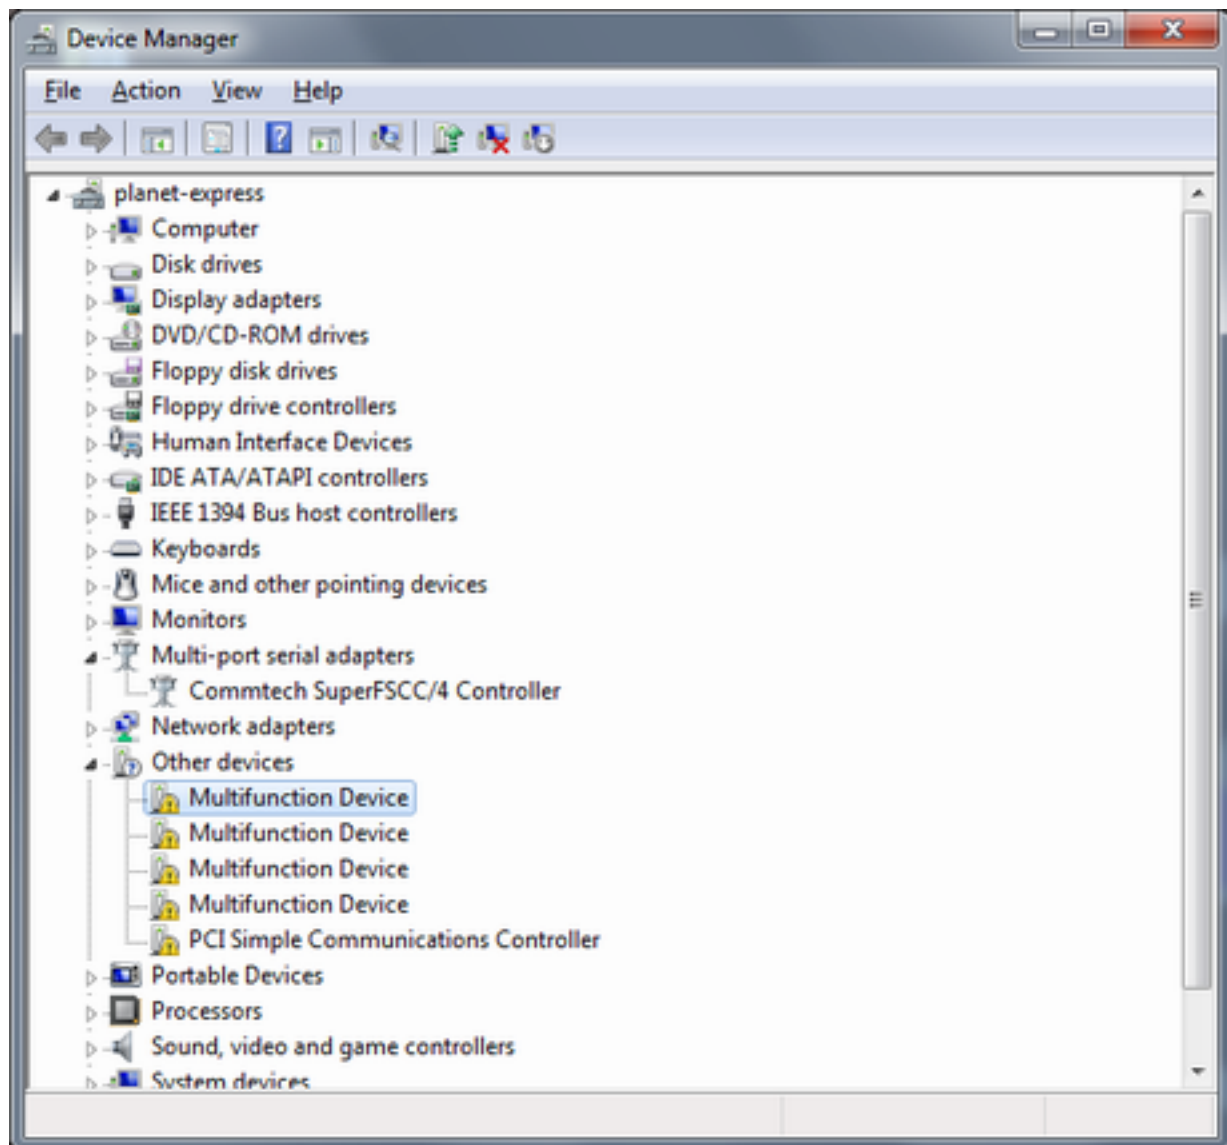 Device Manager
File Action View Help
planet-express
Computer
Disk drives
Display adapters
DVD/CD-ROM drives
Floppy disk drives
Floppy drive controllers
Human Interface Devices
IDE ATA/ATAPI controllers
IEEE 1394 Bus host controllers
Keyboards
Mice and other pointing devices
Monitors
Multi-port serial adapters
Commtech SuperFSCC/4 Controller
Network adapters
Other devices
Multifunction Device
Multifunction Device
Multifunction Device
Multifunction Device
PCI Simple Communications Controller
Portable Devices
Processors
Sound, video and game controllers
System devices